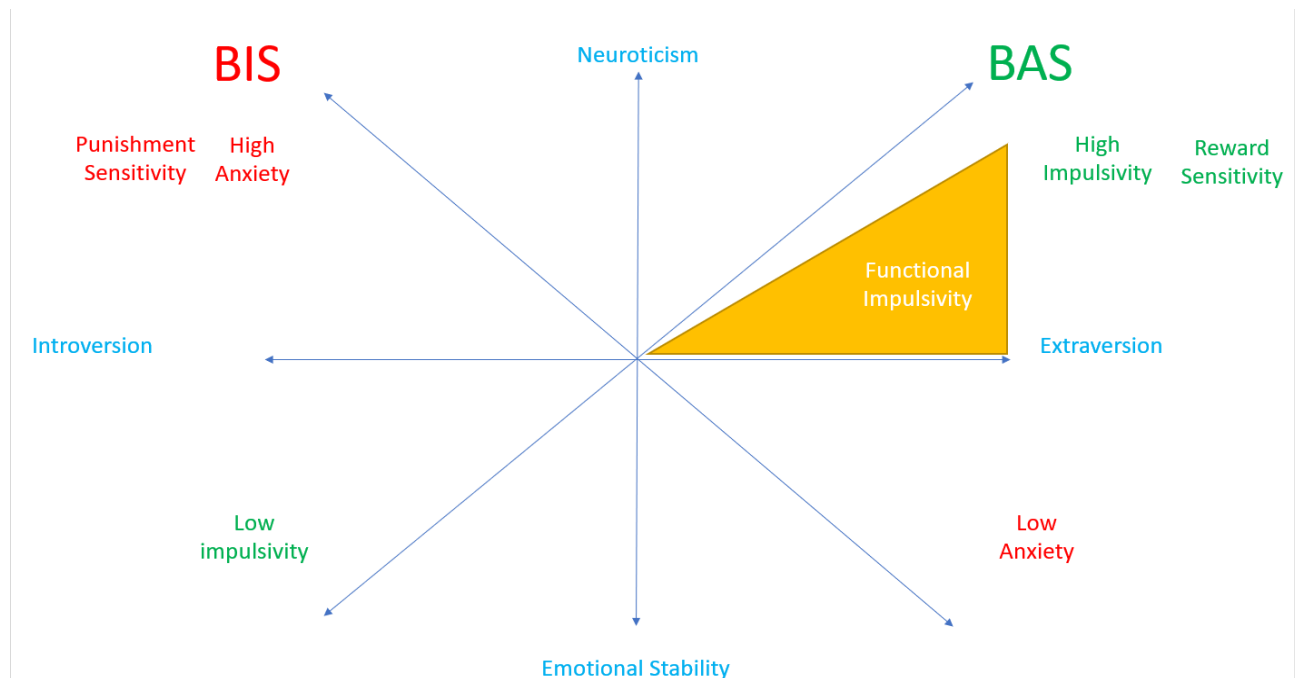 BIS
Neuroticism
BAS
Punishment
Sensitivity
High
Anxiety
High
Impulsivity
Reward
Sensitivity
Functional
Impulsivity
Introversion
Extraversion
Low
impulsivity
Low
Anxiety
Emotional Stability